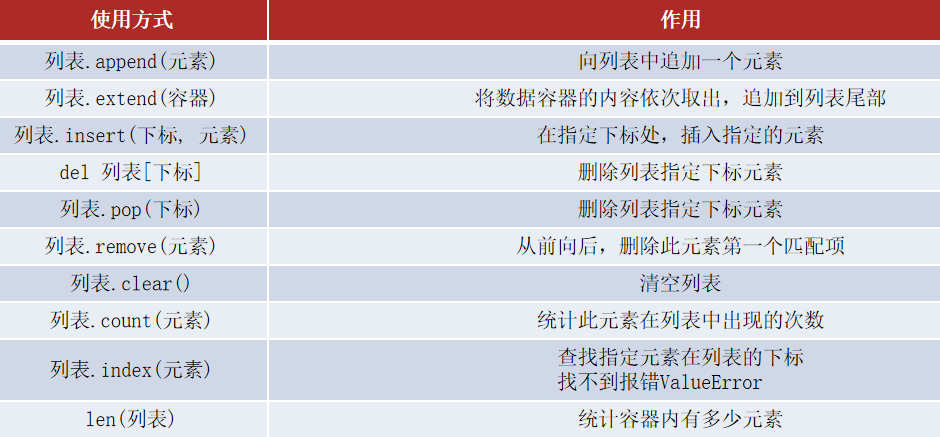 使用方式 作用
列表.append(元素) 向列表中追加一个元素
列表.extend(容器) 将数据容器的内容依次取出，追加到列表尾部
列表.insert(下标, 元素) 在指定下标处，插入指定的元素
del 列表[下标] 删除列表指定下标元素
列表.pop(下标) 删除列表指定下标元素
列表.remove(元素) 从前向后，删除此元素第一个匹配项
列表.clear() 清空列表
列表.count(元素) 统计此元素在列表中出现的次数
列表.index(元素) 查找指定元素在列表的下标
找不到报错ValueError
len(列表) 统计容器内有多少元素